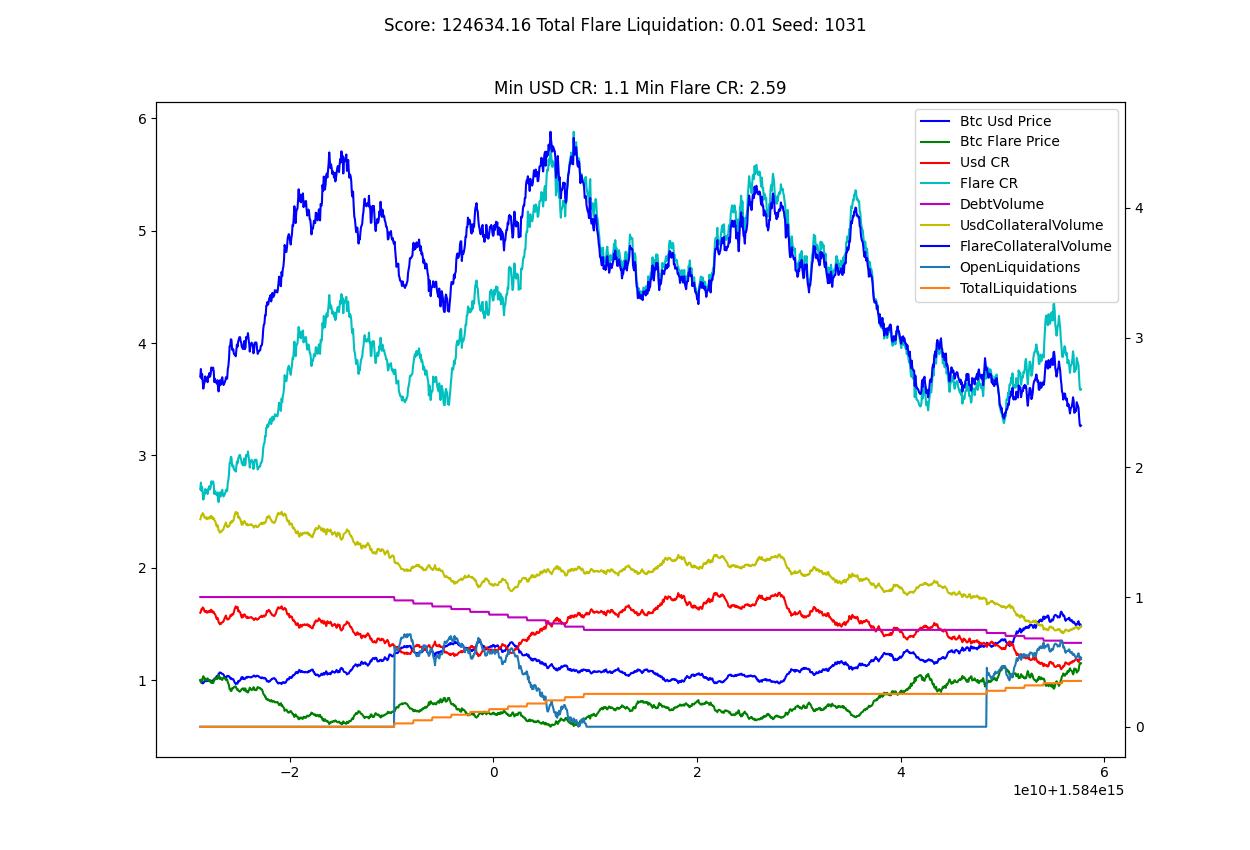 Score: 124634.16 Total Flare Liquidation: 0.01 Seed: 1031
Min USD CR: 1.1 Min Flare CR: 2.59
Btc Usd Price
Btc Flare Price
Usd CR
Flare CR
DebtVolume
UsdCollateralVolume
FlareCollateralVolume
OpenLiquidations
TotalLiquidations
6
5
4
3
2
1
4
3
2
1
0
−2
0
2
4
6
1e10+1.584e15